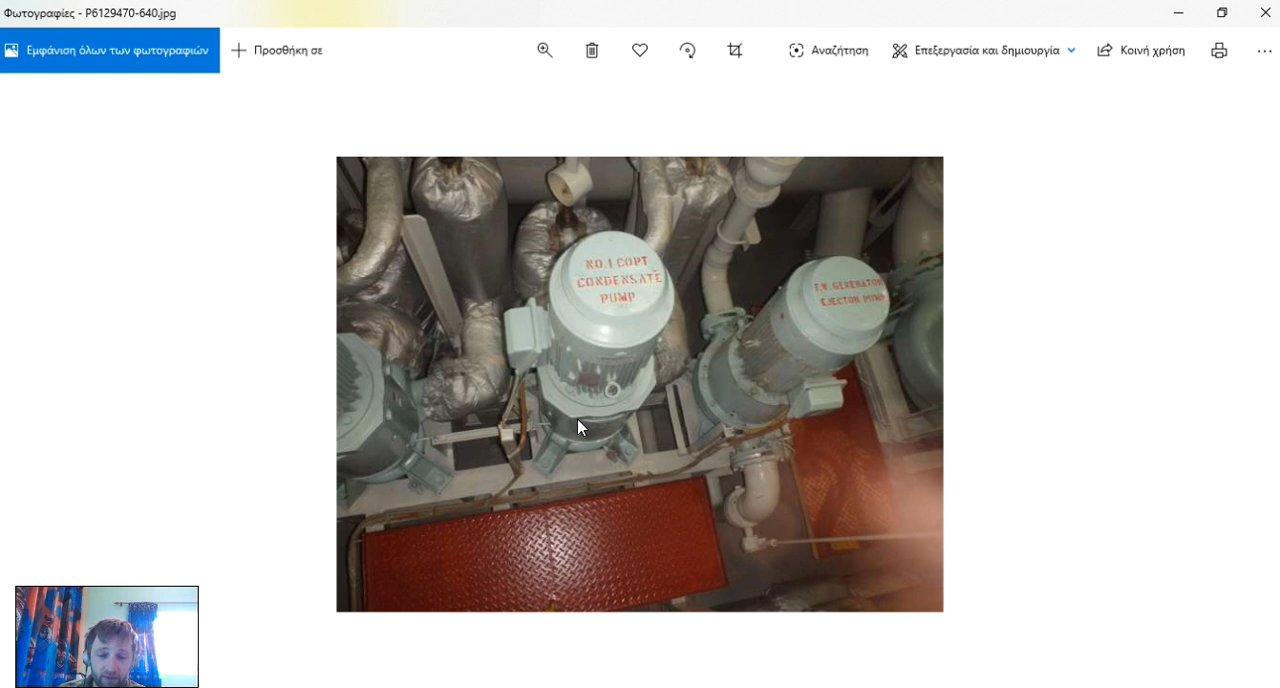 Φωτογραφίες - P6129470-640.jpg
Εμφάνιση όλων των φωτογραφιών
Προσθήκη σε
Αναζήτηση
Επεξεργασία και δημιουργία
Κοινή χρήση
NO.1 COPT
CONDENSATE
PUMP
F.W. GENERATOR
EJECTOR PUMP